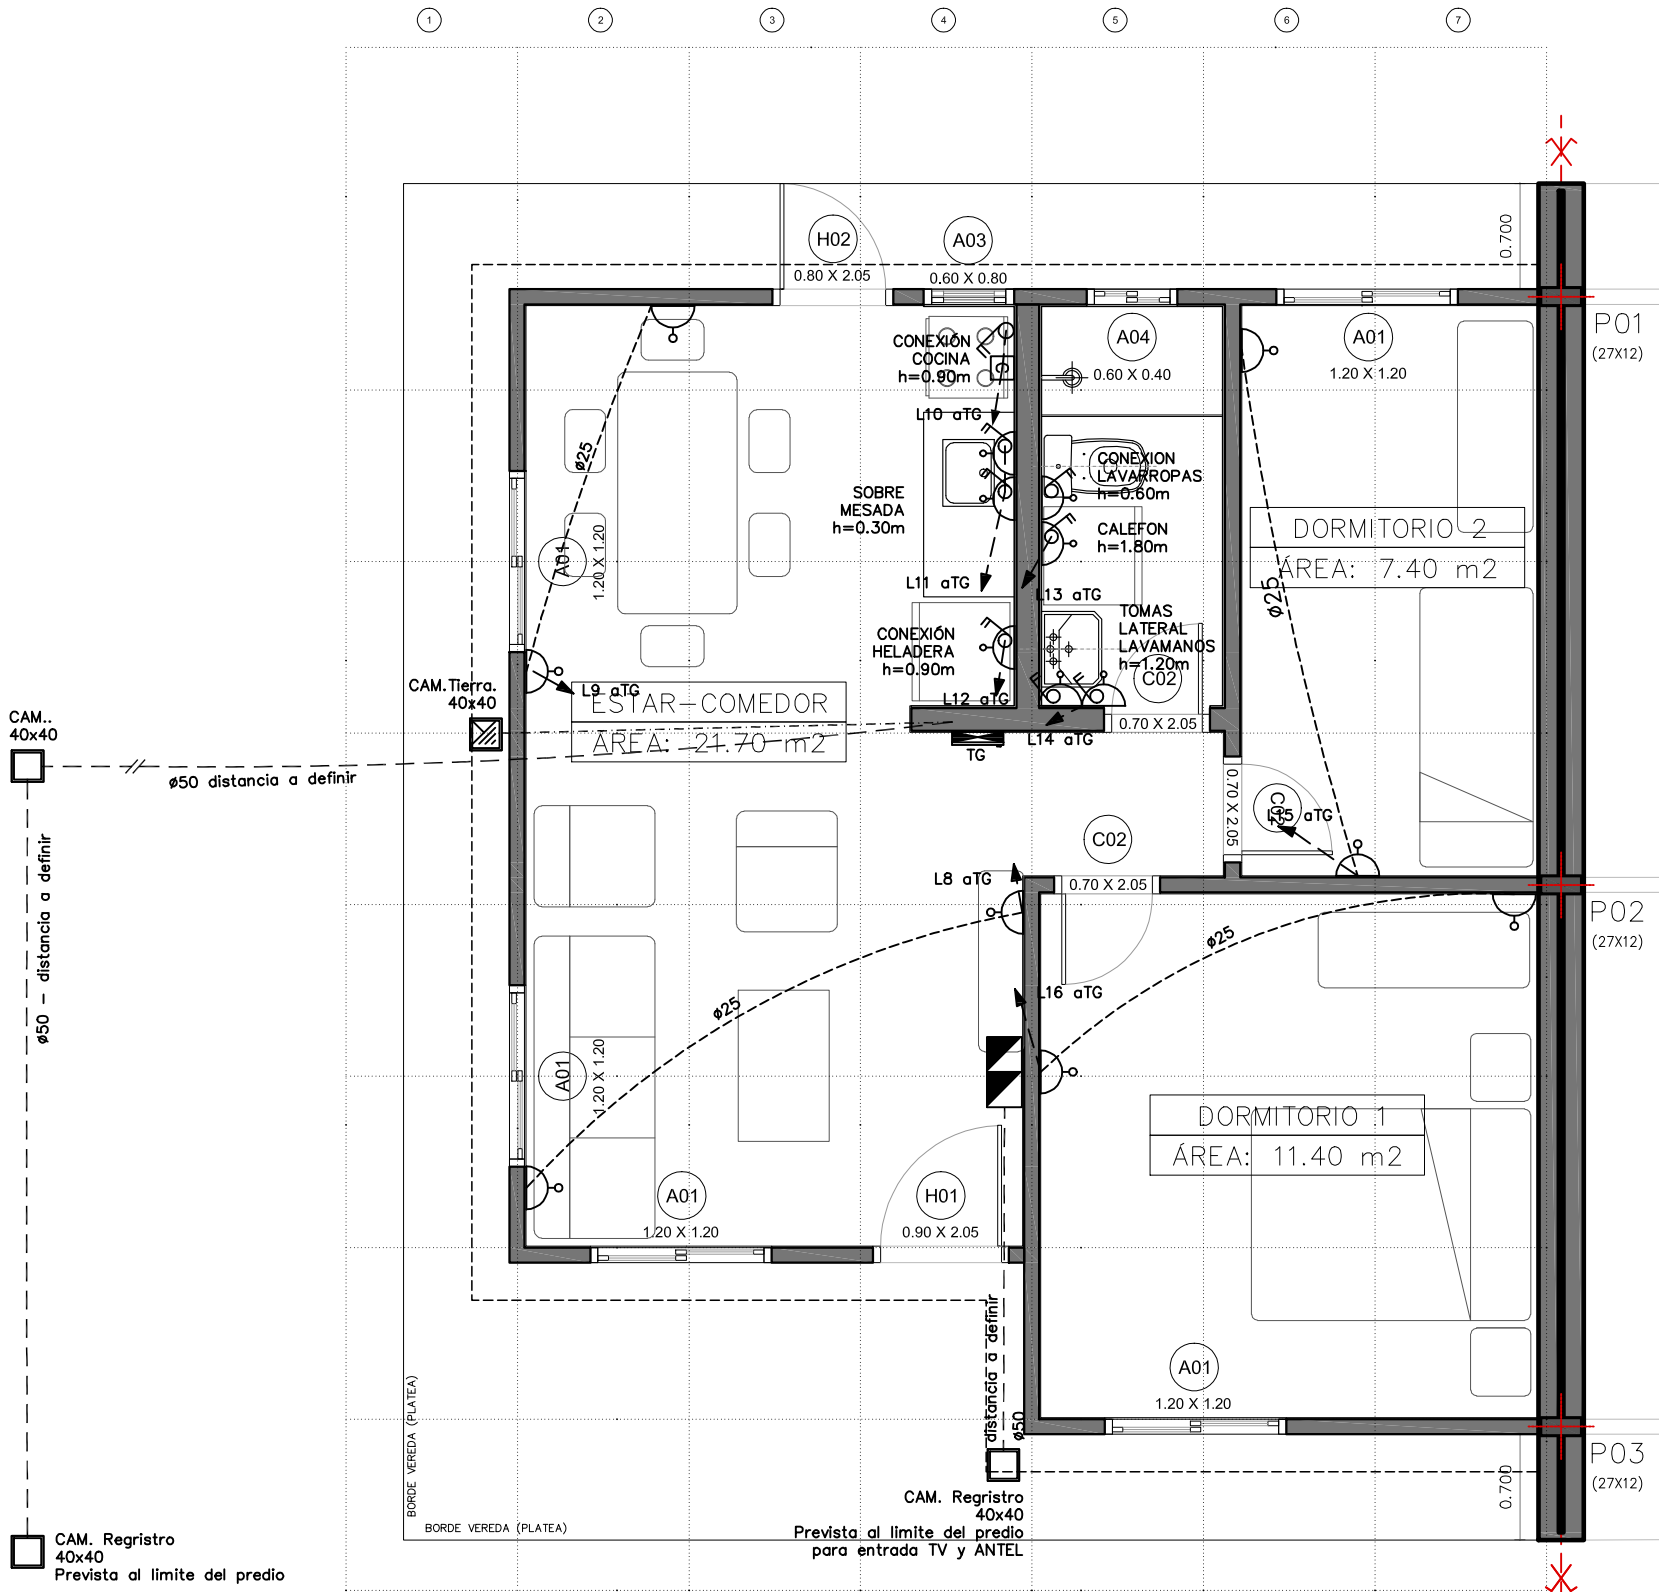 1
2
3
4
5
6
7
H02
0.80 X 2.05
A03
0.60 X 0.80
0.700
P01
(27X12)
CONEXIÓN
COCINA
h=0.90m
C
A04
0.60 X 0.40
A01
1.20 X 1.20
L10 aTG
ø25
CONEXION
LAVARROPAS
h=0.60m
SOBRE
MESADA
h=0.30m
CALEFON
h=1.80m
DORMITORIO 2
ÁREA: 7.40 m2
A01
1.20 X 1.20
L11 aTG
L13 aTG
ø25
TOMAS
LATERAL
LAVAMANOS
h=1.20m
CONEXIÓN
HELADERA
h=0.90m
C02
0.70 X 2.05
L9 aTG
L12 aTG
CAM.Tierra.
40x40
ESTAR-COMEDOR
ÁREA: 21.70 m2
L14 aTG
TG
CAM..
40x40
ø50 distancia a definir
0.70 X 2.05
C02
L15 aTG
C02
0.70 X 2.05
L8 aTG
P02
(27X12)
ø50 - distancia a definir
ø25
ø25
L16 aTG
A01
1.20 X 1.20
DORMITORIO 1
ÁREA: 11.40 m2
A01
1.20 X 1.20
H01
0.90 X 2.05
distancia a definir
ø50
A01
1.20 X 1.20
P03
(27X12)
0.700
BORDE VEREDA (PLATEA)
BORDE VEREDA (PLATEA)
CAM. Regristro
40x40
Prevista al limite del predio
para entrada TV y ANTEL
CAM. Regristro
40x40
Prevista al limite del predio